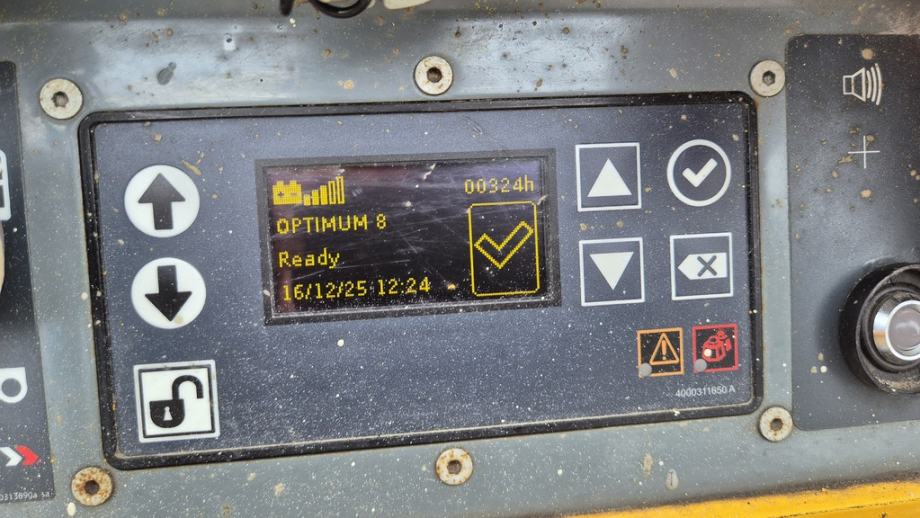 00324h
OPTIMUM 8
Ready
16/12/25 12:24
4000311650 A